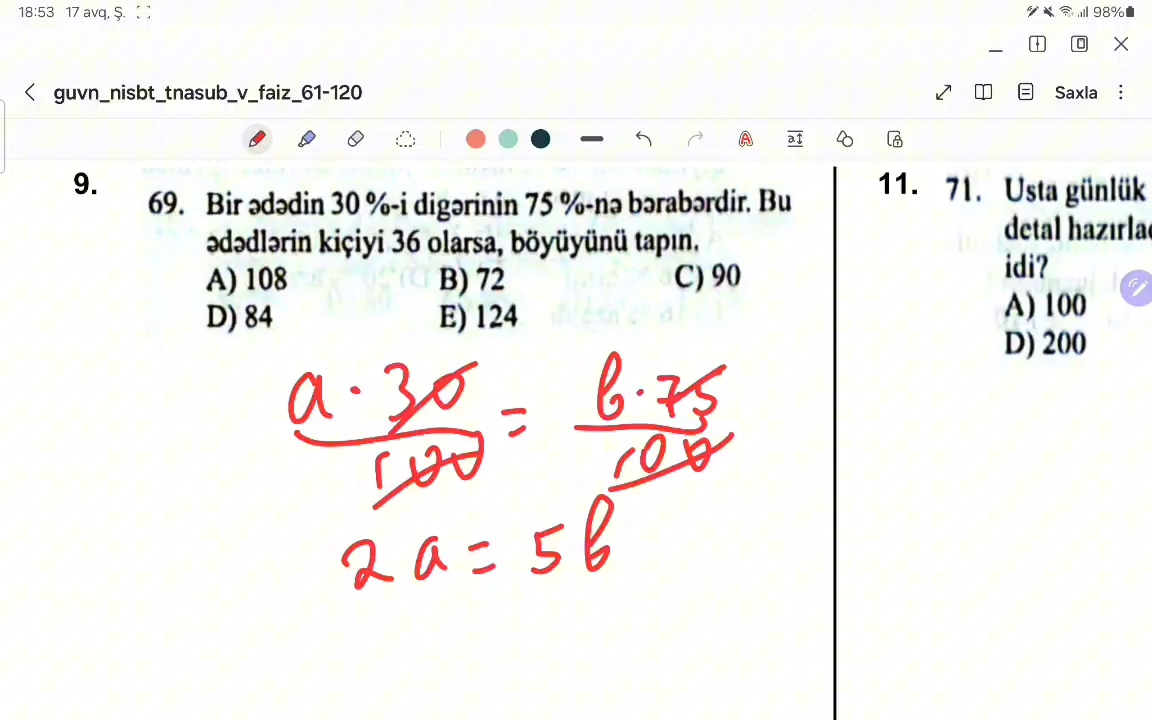 18:53 17 avq, Ş. 98%
guvn_nisbt_tnasub_v_faiz_61-120 Saxla
9.
69. Bir ədədin 30 %-i digərinin 75 %-nə bərabərdir. Bu
ədədlərin kiçiyi 36 olarsa, böyüyünü tapın.
A) 108 B) 72 C) 90
D) 84 E) 124
a · 30 / 100 = b · 75 / 100
2a = 5b
11. 71. Usta günlük
detal hazırla
idi?
A) 100
D) 200